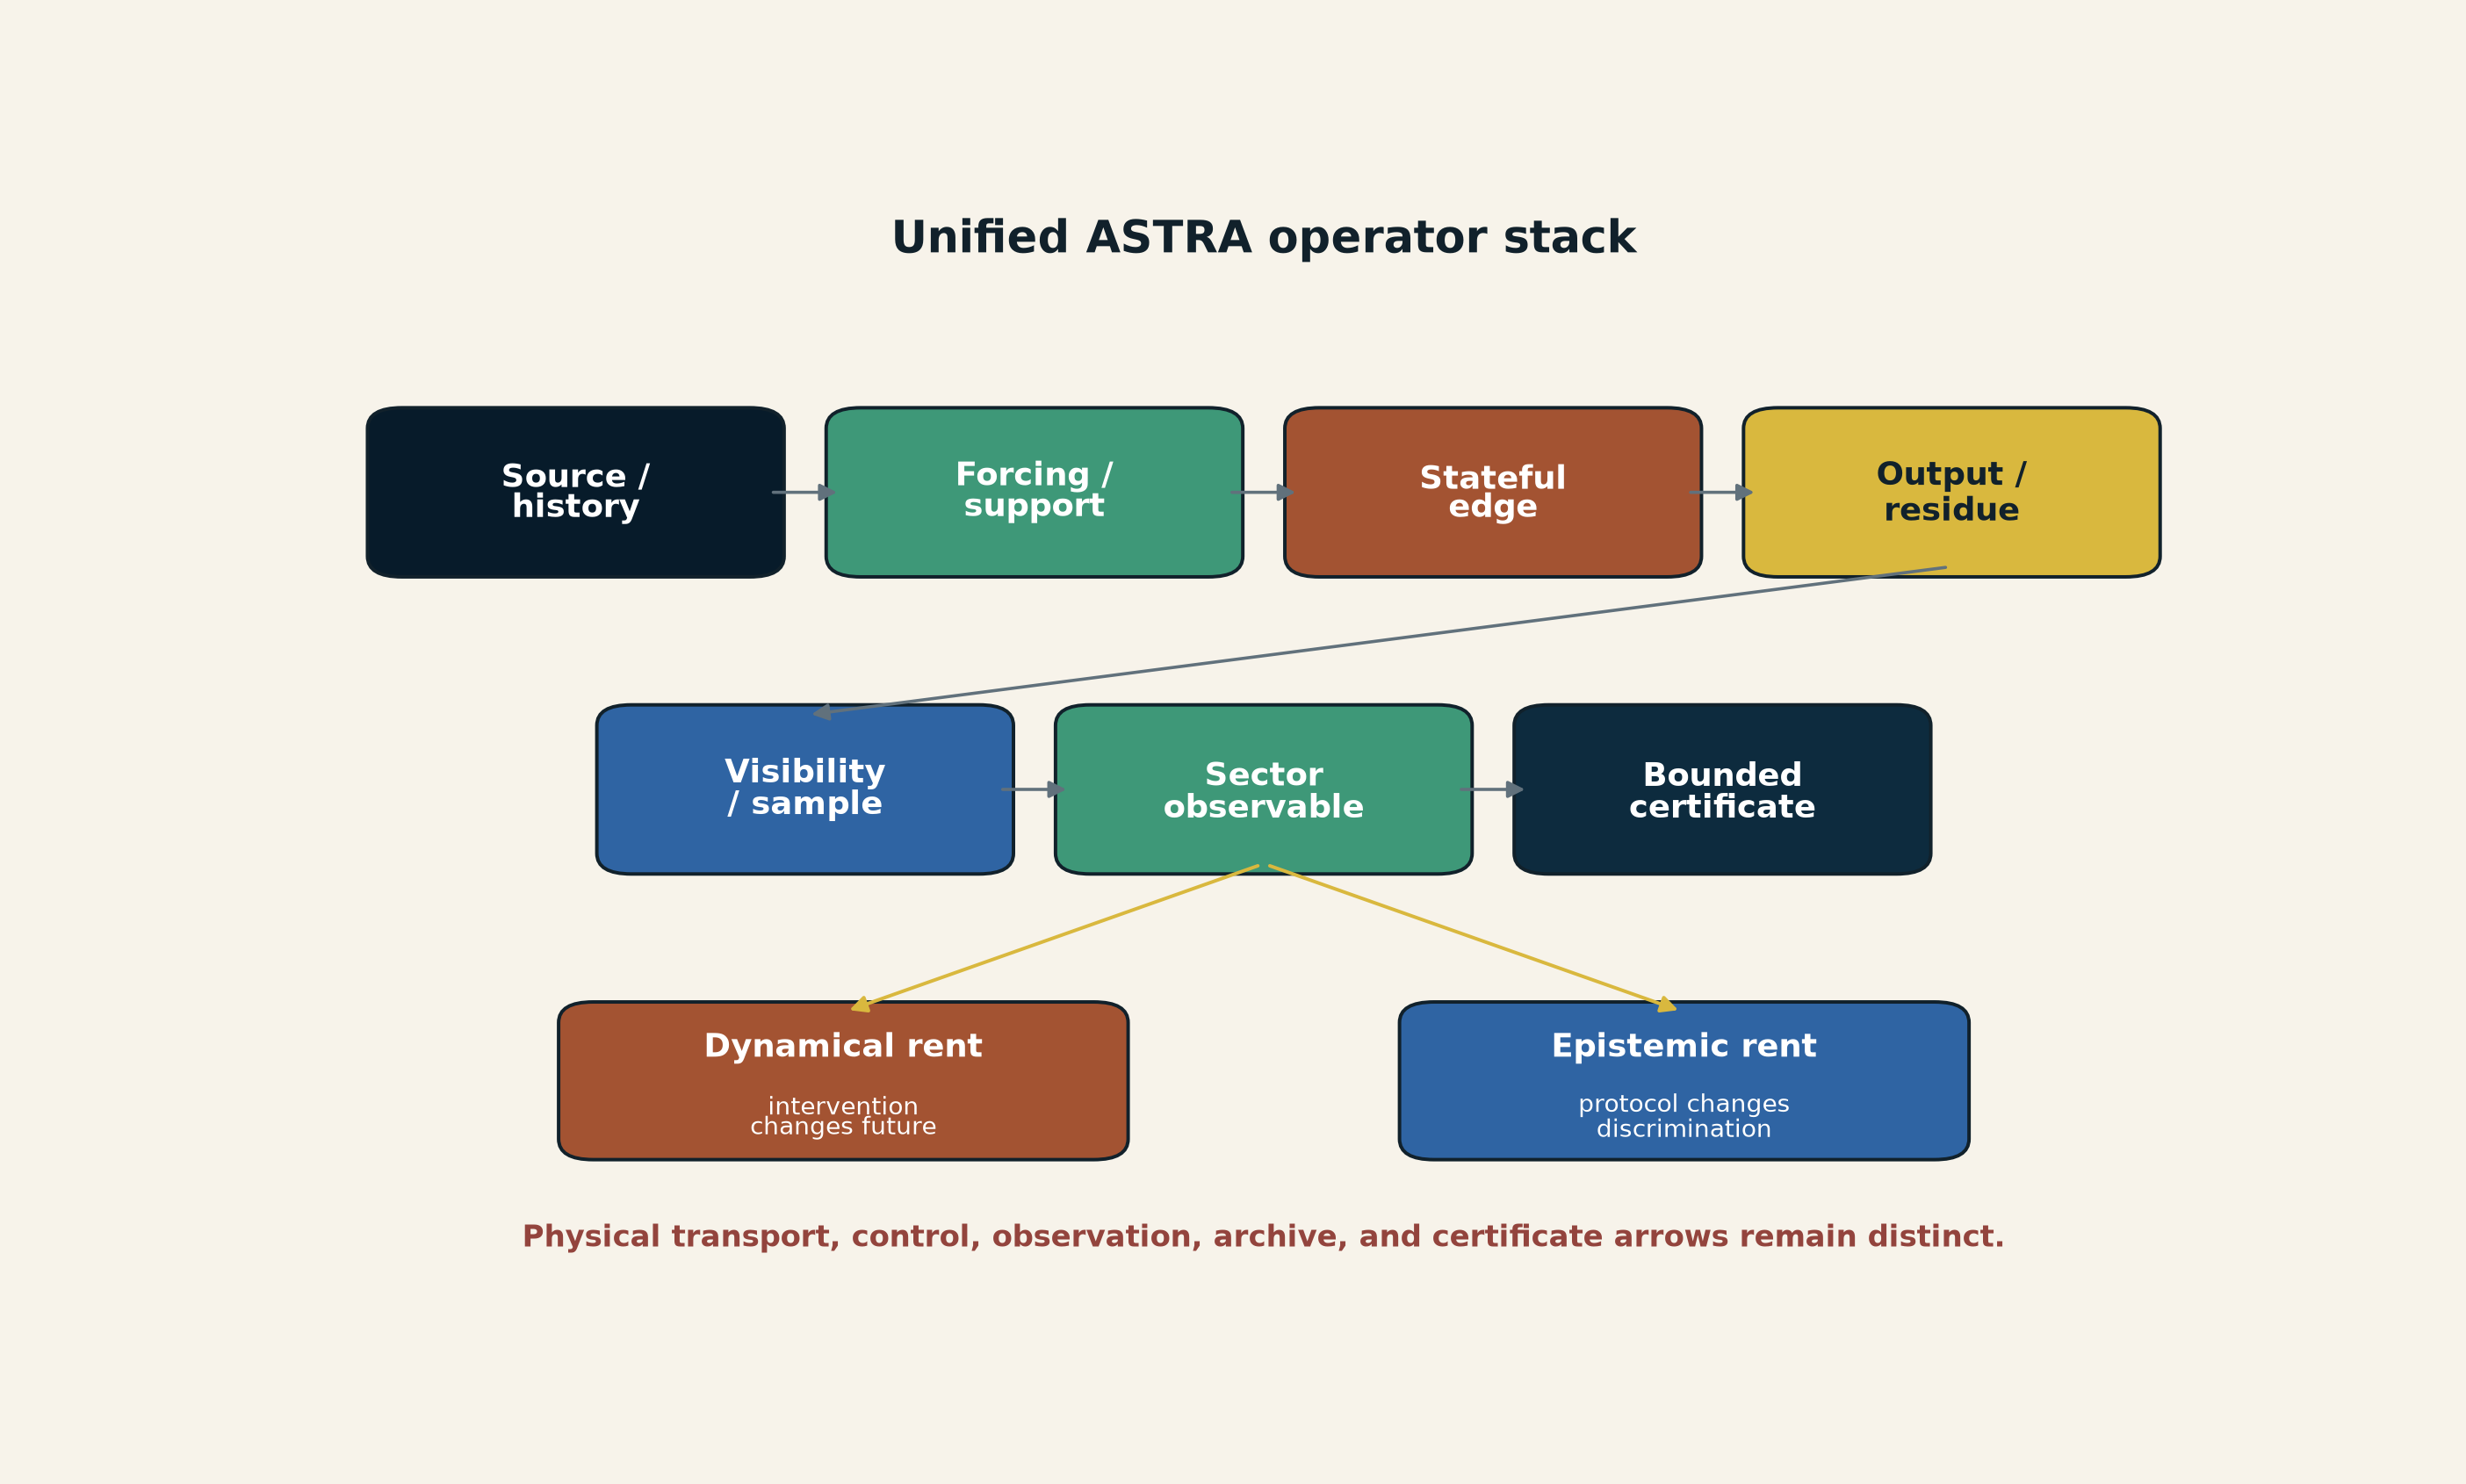 Unified ASTRA operator stack
Source /
history
Forcing /
support
Stateful
edge
Output /
residue
Visibility
/ sample
Sector
observable
Bounded
certificate
Dynamical rent
intervention
changes future
Epistemic rent
protocol changes
discrimination
Physical transport, control, observation, archive, and certificate arrows remain distinct.